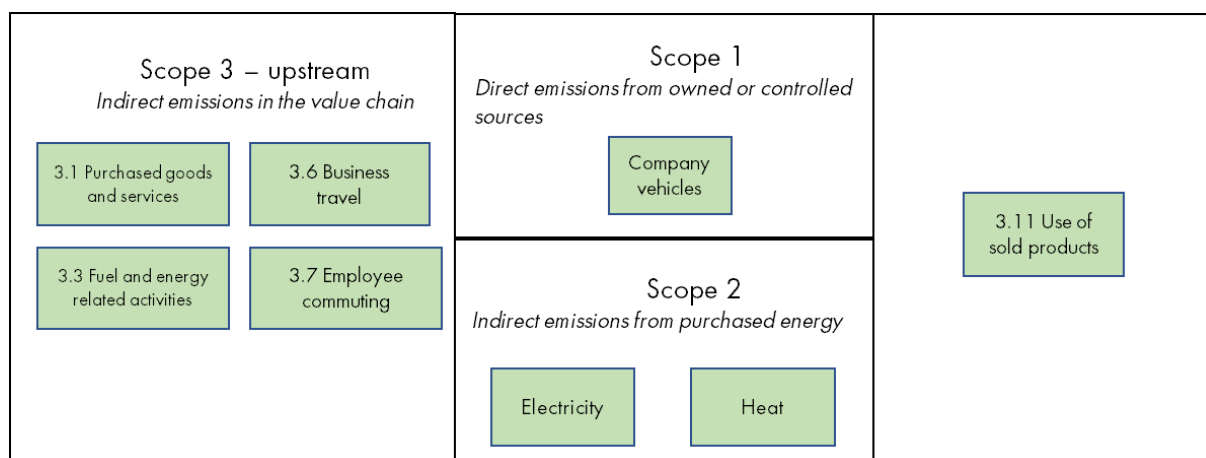 Scope 3 – upstream
Indirect emissions in the value chain
3.1 Purchased goods
and services
3.6 Business
travel
3.3 Fuel and energy
related activities
3.7 Employee
commuting
Scope 1
Direct emissions from owned or controlled
sources
Company
vehicles
Scope 2
Indirect emissions from purchased energy
Electricity
Heat
3.11 Use of
sold products